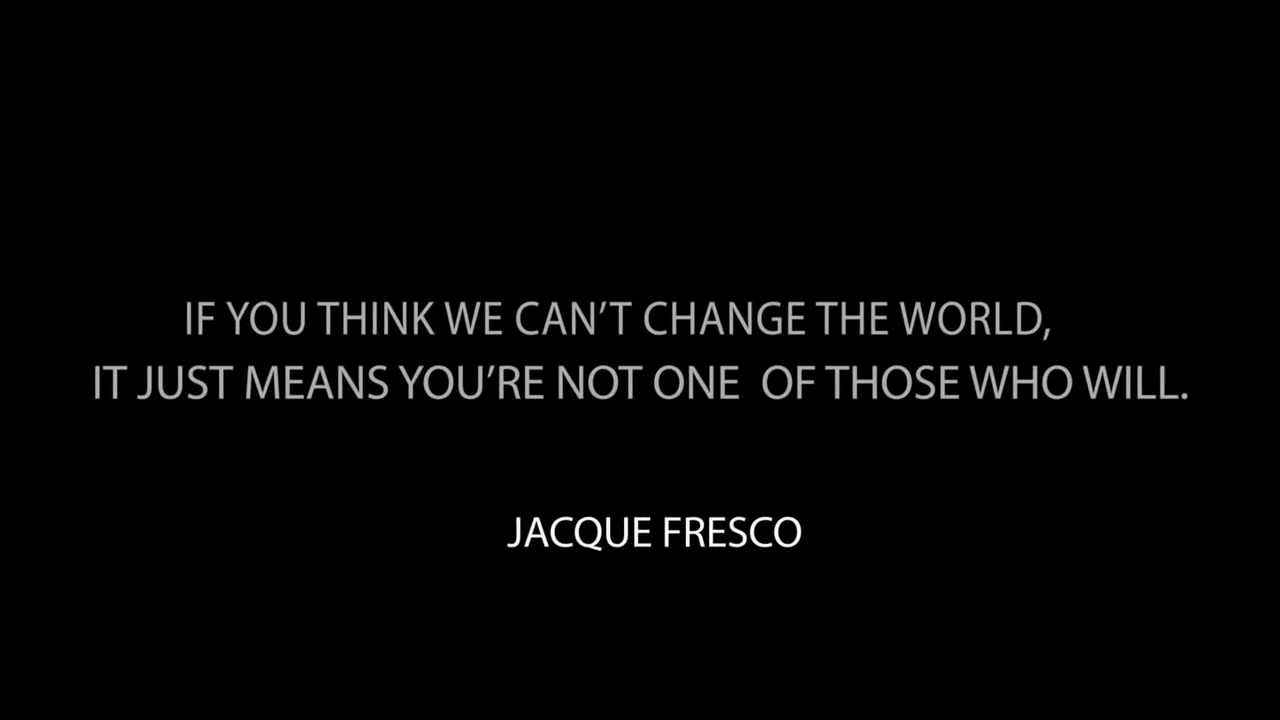 IF YOU THINK WE CAN’T CHANGE THE WORLD,
IT JUST MEANS YOU’RE NOT ONE  OF THOSE WHO WILL.
JACQUE FRESCO